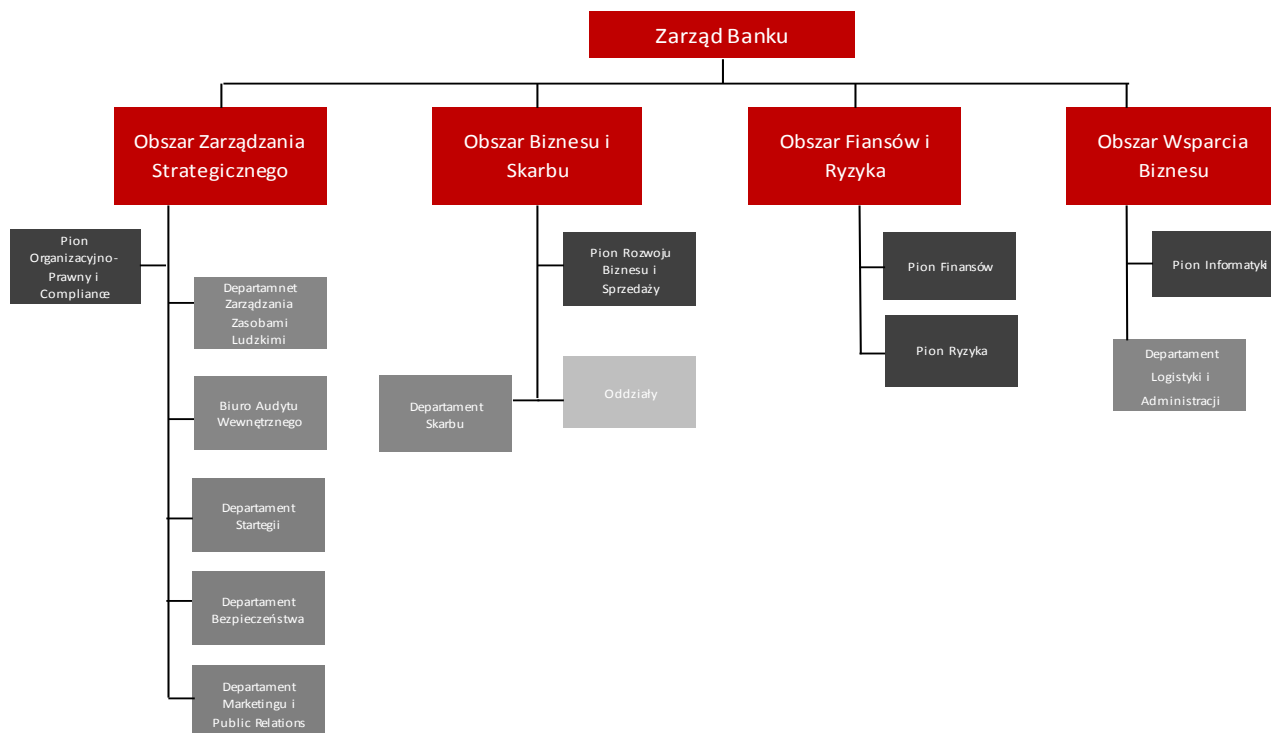 Zarząd Banku
Obszar Zarządzania
Strategicznego
Obszar Biznesu i
Skarbu
Obszar Fiansów i
Ryzyka
Obszar Wsparcia
Biznesu
Pion
Organizacyjno-
Prawny i
Compliance
Departamnet
Zarządzania
Zasobami
Ludzkimi
Biuro Audytu
Wewnętrznego
Departament
Startegii
Departament
Bezpieczeństwa
Departament
Marketingu i
Public Relations
Pion Rozwoju
Biznesu i
Sprzedaży
Departament
Skarbu
Oddziały
Pion Finansów
Pion Ryzyka
Pion Informatyki
Departament
Logistyki i
Administracji